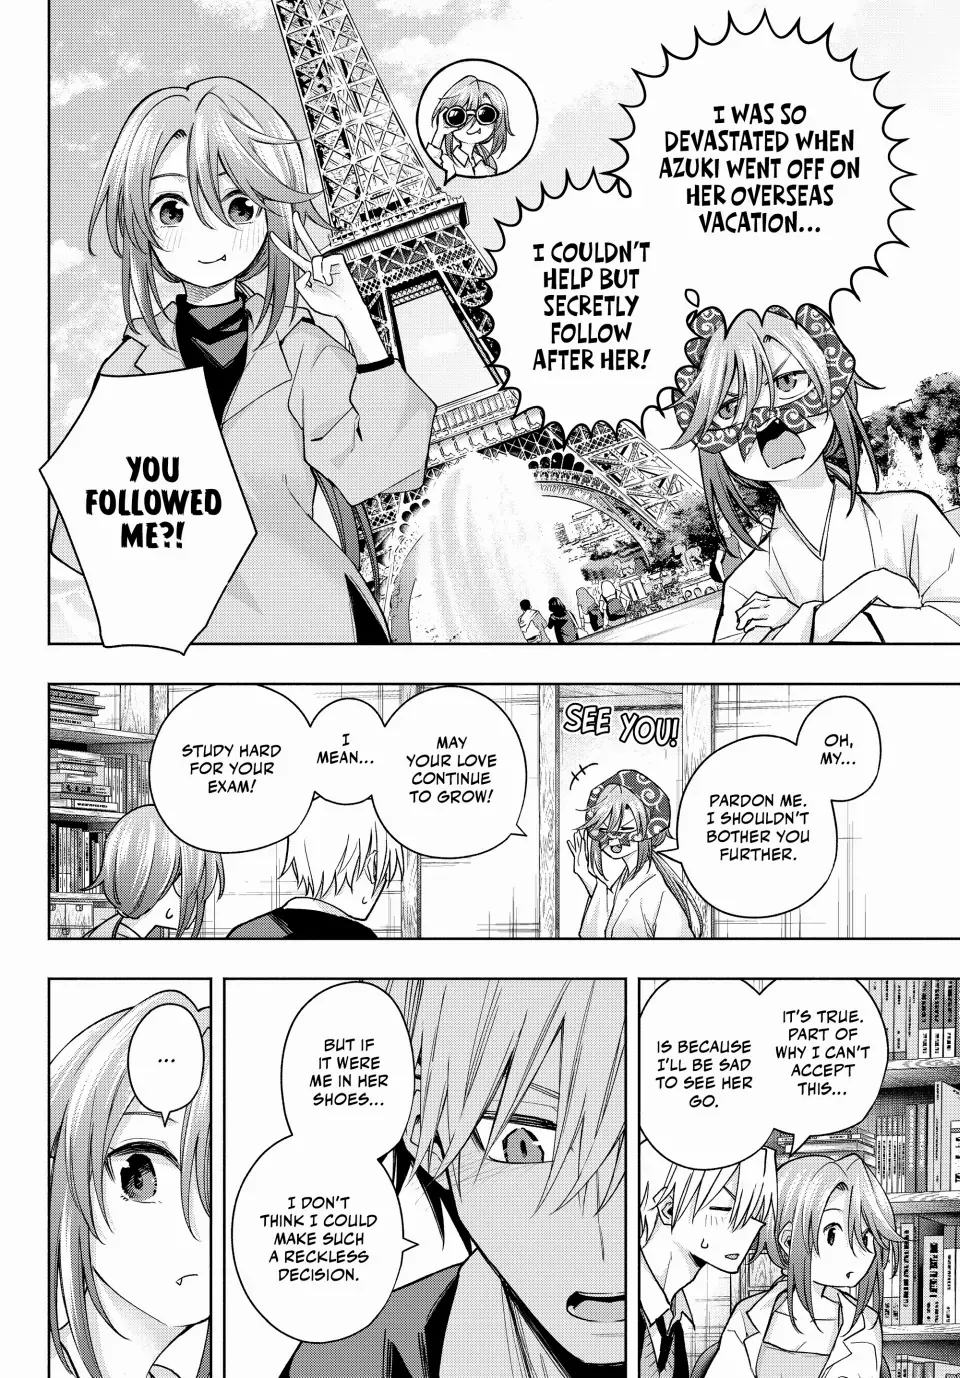 I WAS SO
DEVASTATED WHEN
AZUKI WENT OFF ON
HER OVERSEAS
VACATION...
I COULDN'T
HELP BUT
SECRETLY
FOLLOW
AFTER HER!
YOU
FOLLOWED
ME?!
OH,
MY...
PARDON ME.
I SHOULDN'T
BOTHER YOU
FURTHER.
SEE YOU!
MAY
YOUR LOVE
CONTINUE
TO GROW!
I
MEAN...
STUDY HARD
FOR YOUR
EXAM!
IT'S TRUE.
PART OF
WHY I CAN'T
ACCEPT
THIS...
IS BECAUSE
I'LL BE SAD
TO SEE HER
GO.
BUT IF
IT WERE
ME IN HER
SHOES...
I DON'T
THINK I COULD
MAKE SUCH
A RECKLESS
DECISION.
...